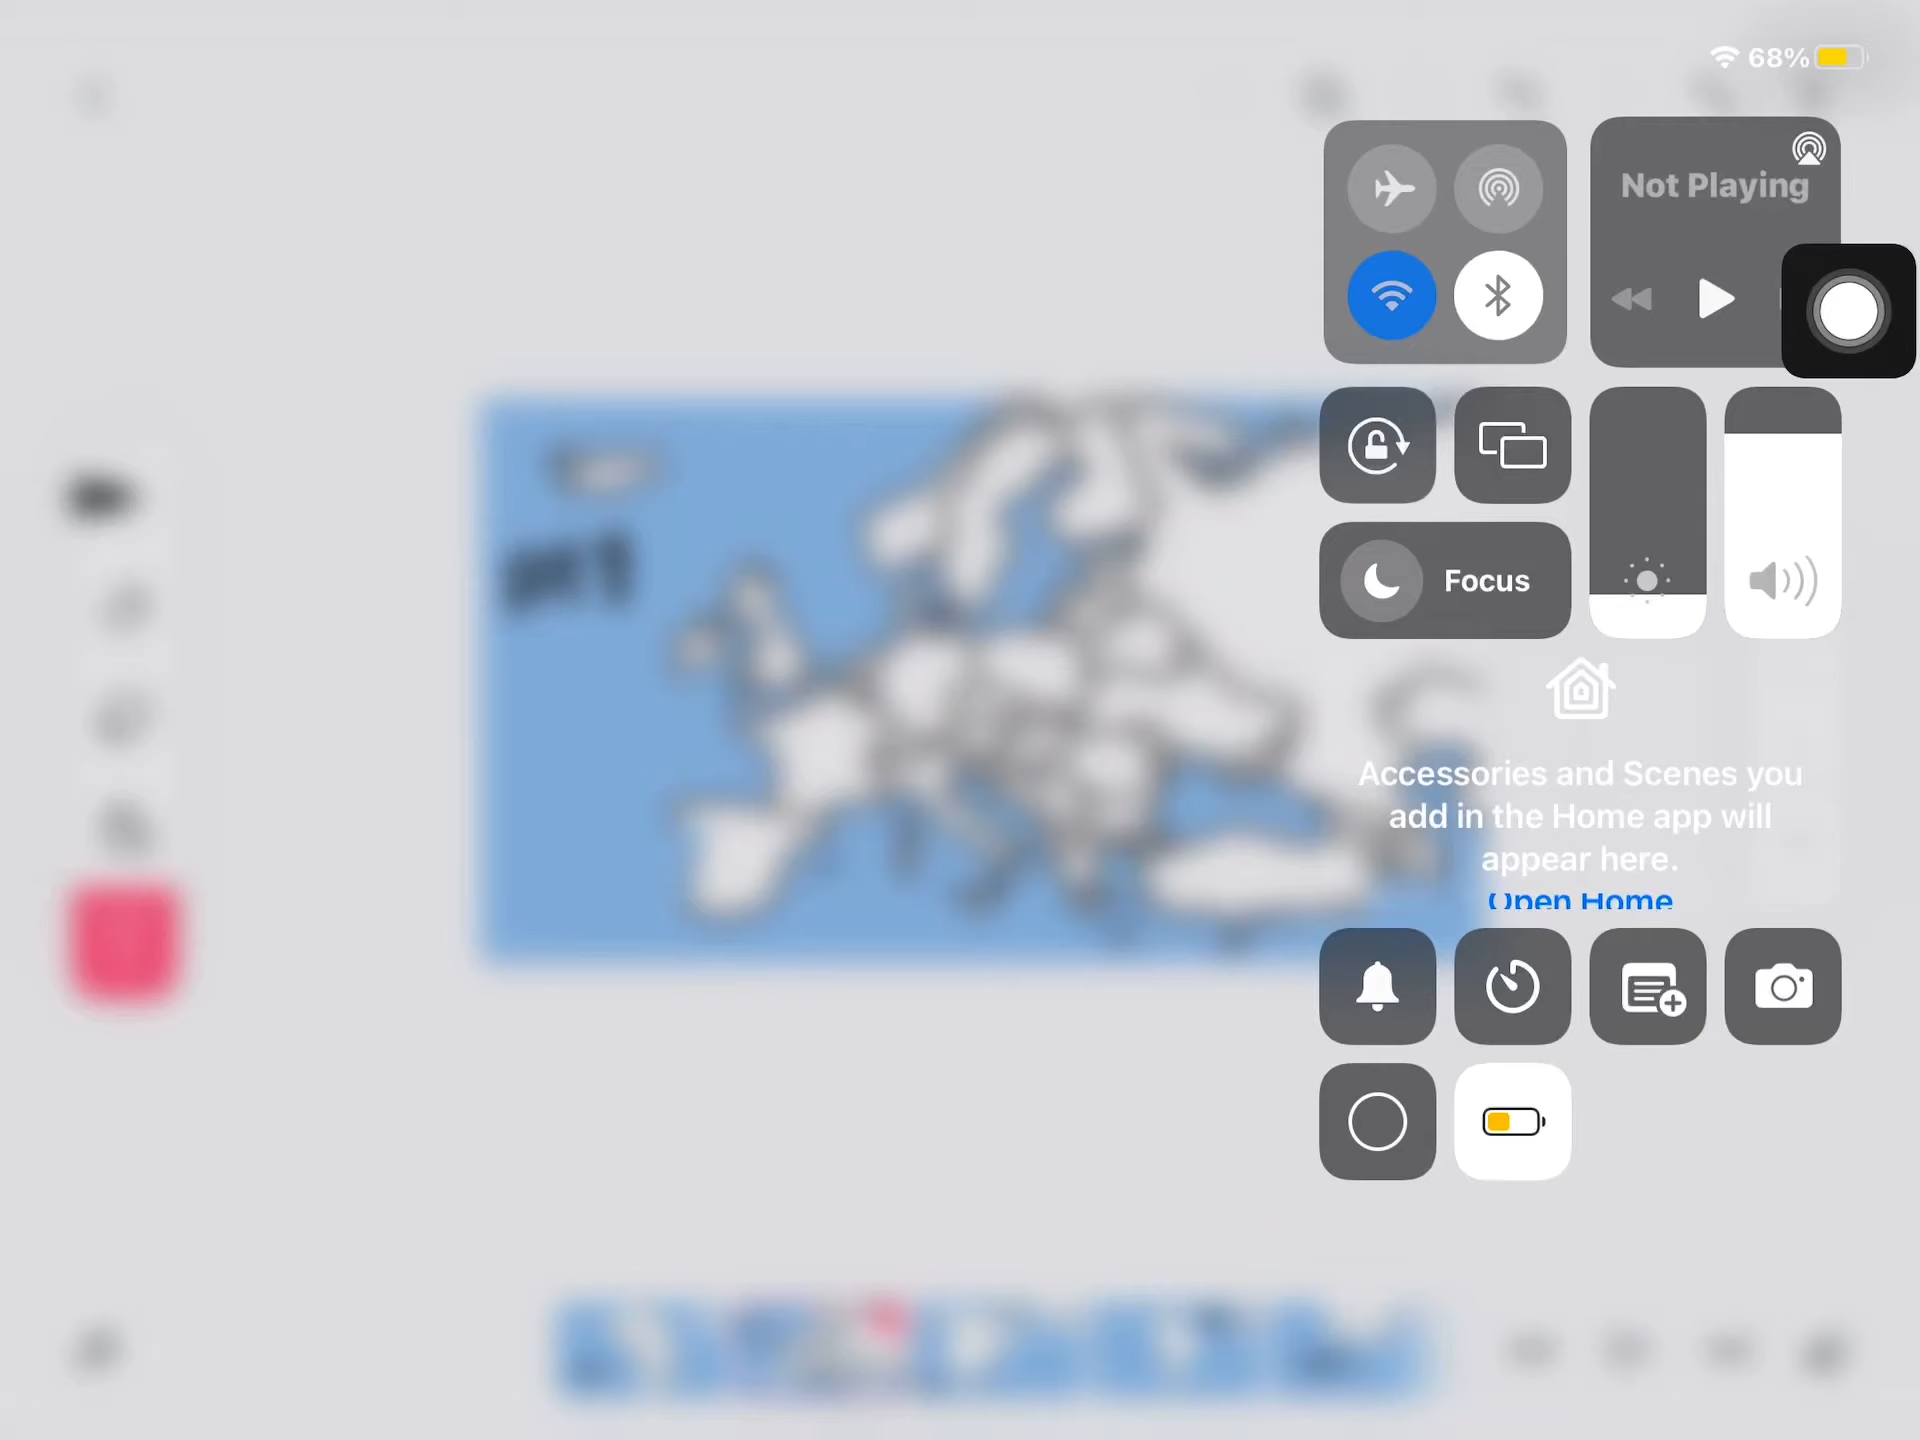 68%
Not Playing
Focus
Accessories and Scenes you
add in the Home app will
appear here.
Open Home